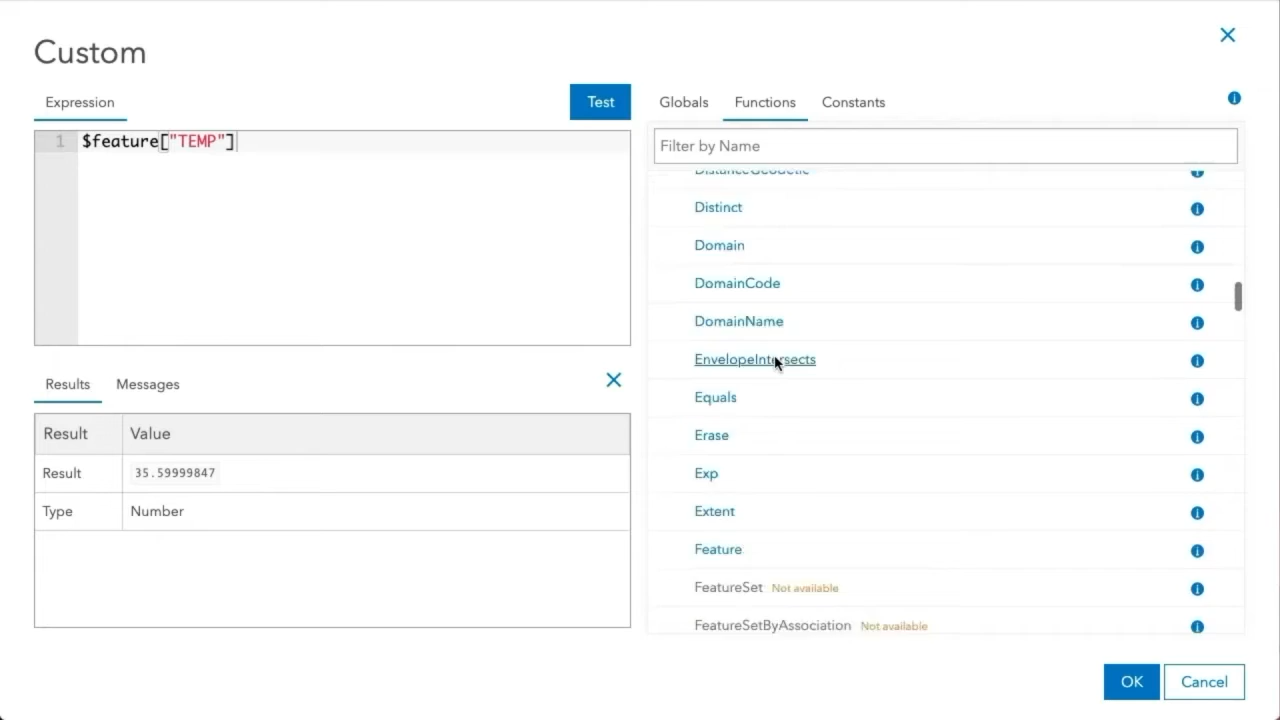 Custom
Expression
Test
1 $feature["TEMP"]
Results Messages
Result Value
Result 35.59999847
Type Number
Globals Functions Constants
Filter by Name
DistanceGeodetic
Distinct
Domain
DomainCode
DomainName
EnvelopeIntersects
Equals
Erase
Exp
Extent
Feature
FeatureSet Not available
FeatureSetByAssociation Not available
OK Cancel